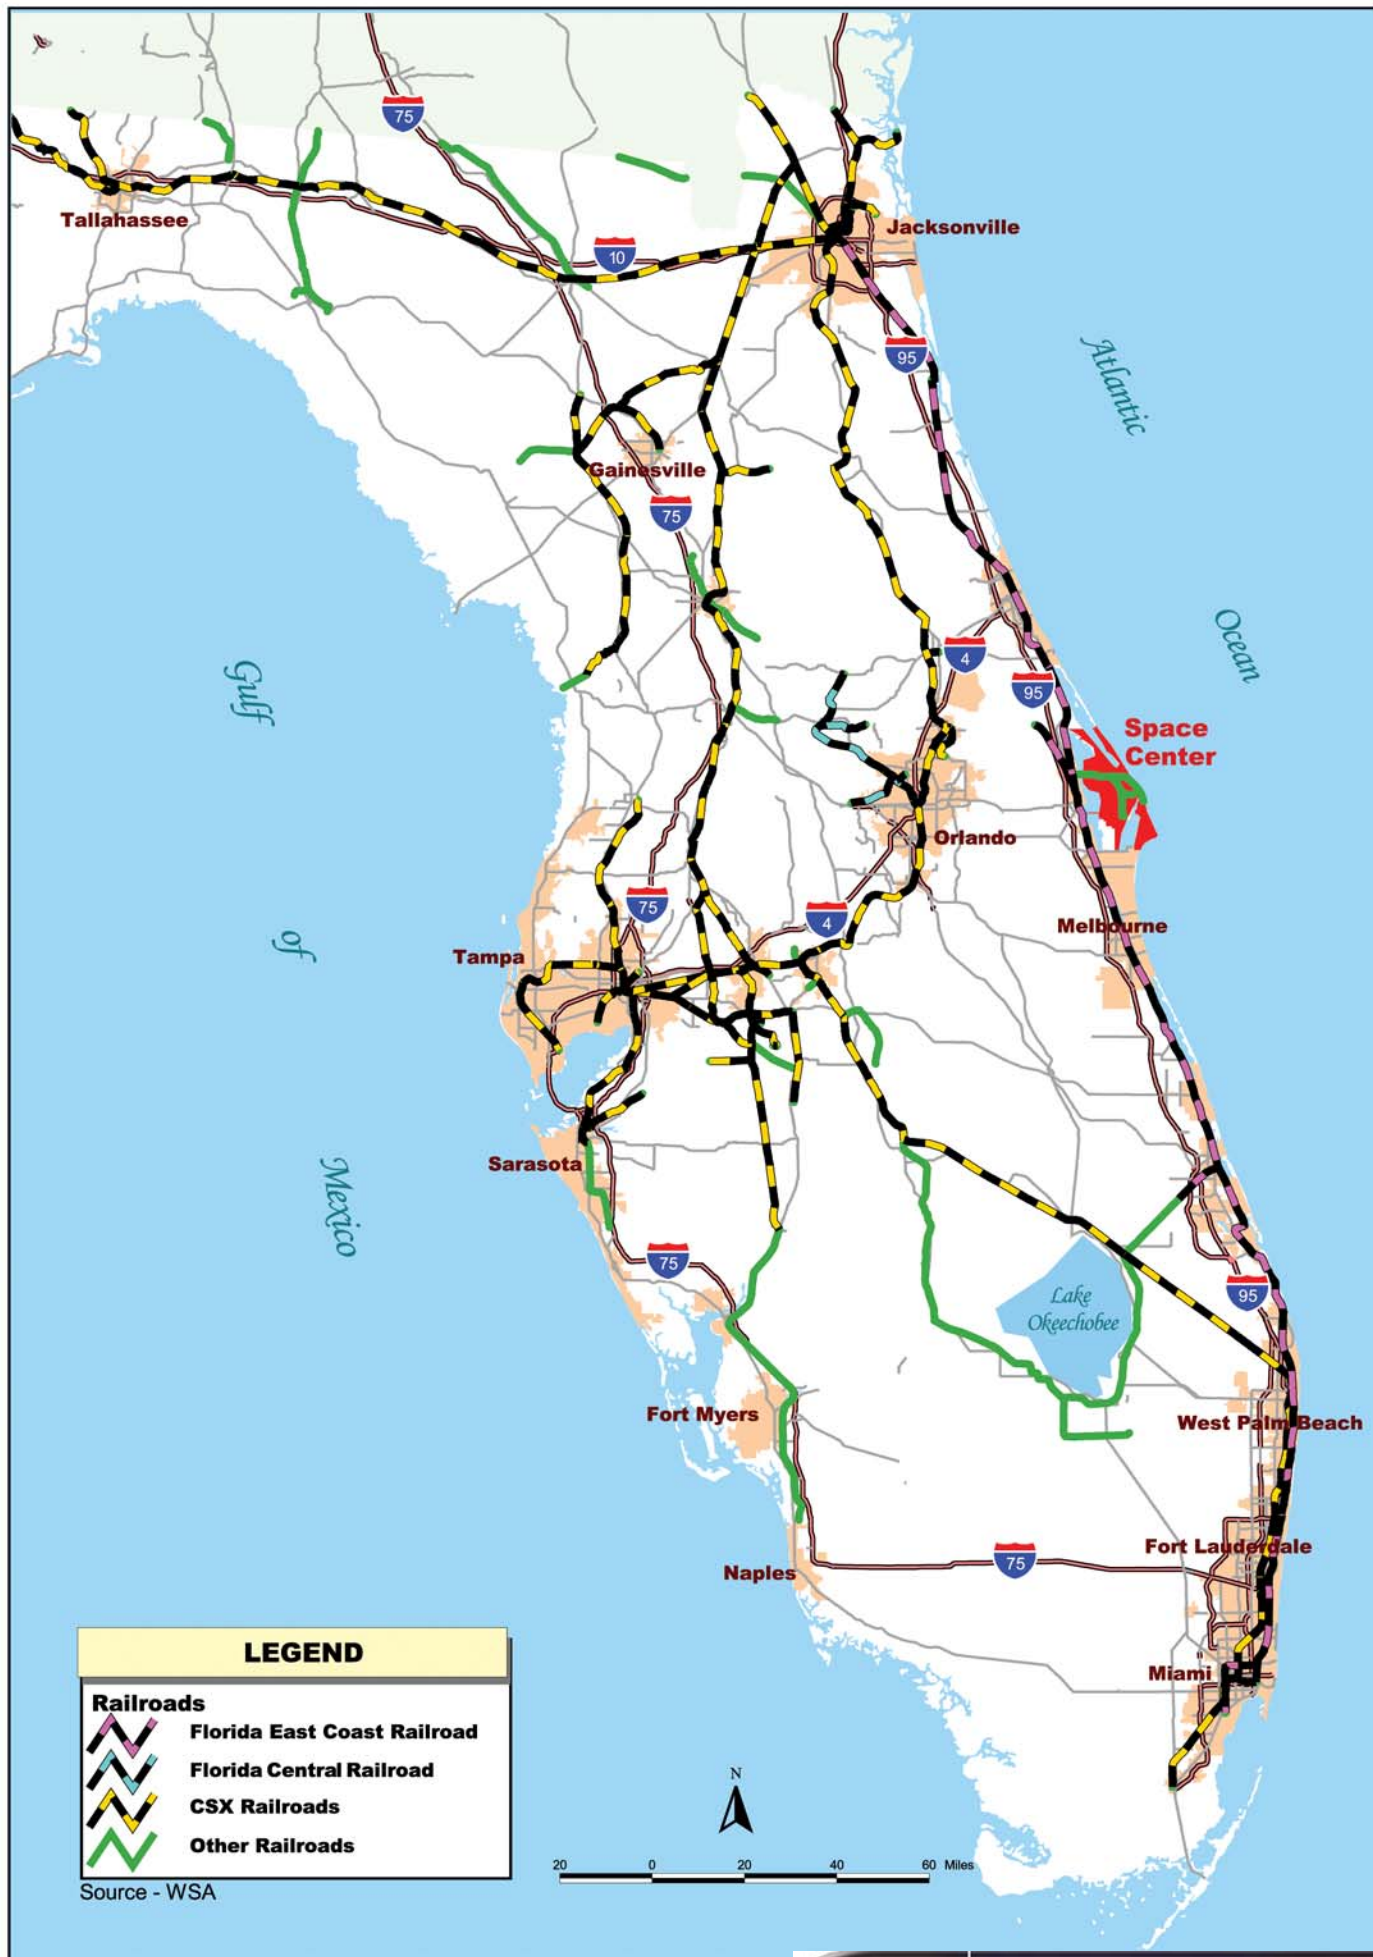 75
Tallahassee
Jacksonville
10
95
Atlantic
Gainesville
75
Ocean
4
Gulf
95
Space
Center
Orlando
75
4
Melbourne
of
Tampa
Sarasota
Mexico
75
Lake
Okeechobee
95
Fort Myers
West Palm Beach
Fort Lauderdale
75
Naples
Miami
LEGEND
Railroads
Florida East Coast Railroad
Florida Central Railroad
CSX Railroads
Other Railroads
Source - WSA
N
20 0 20 40 60 Miles